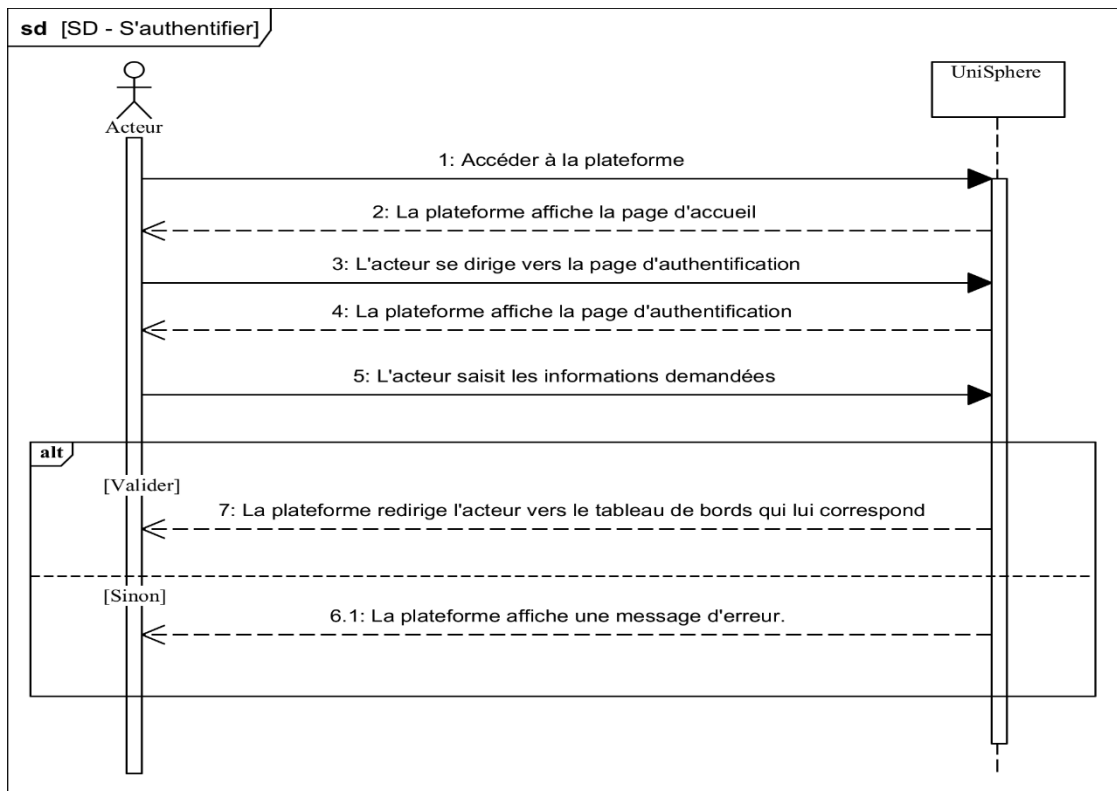 sd [SD - S'authentifier]
Acteur
UniSphere
1: Accéder à la plateforme
2: La plateforme affiche la page d'accueil
3: L'acteur se dirige vers la page d'authentification
4: La plateforme affiche la page d'authentification
5: L'acteur saisit les informations demandées
alt
[Valider]
7: La plateforme redirige l'acteur vers le tableau de bords qui lui correspond
[Sinon]
6.1: La plateforme affiche une message d'erreur.